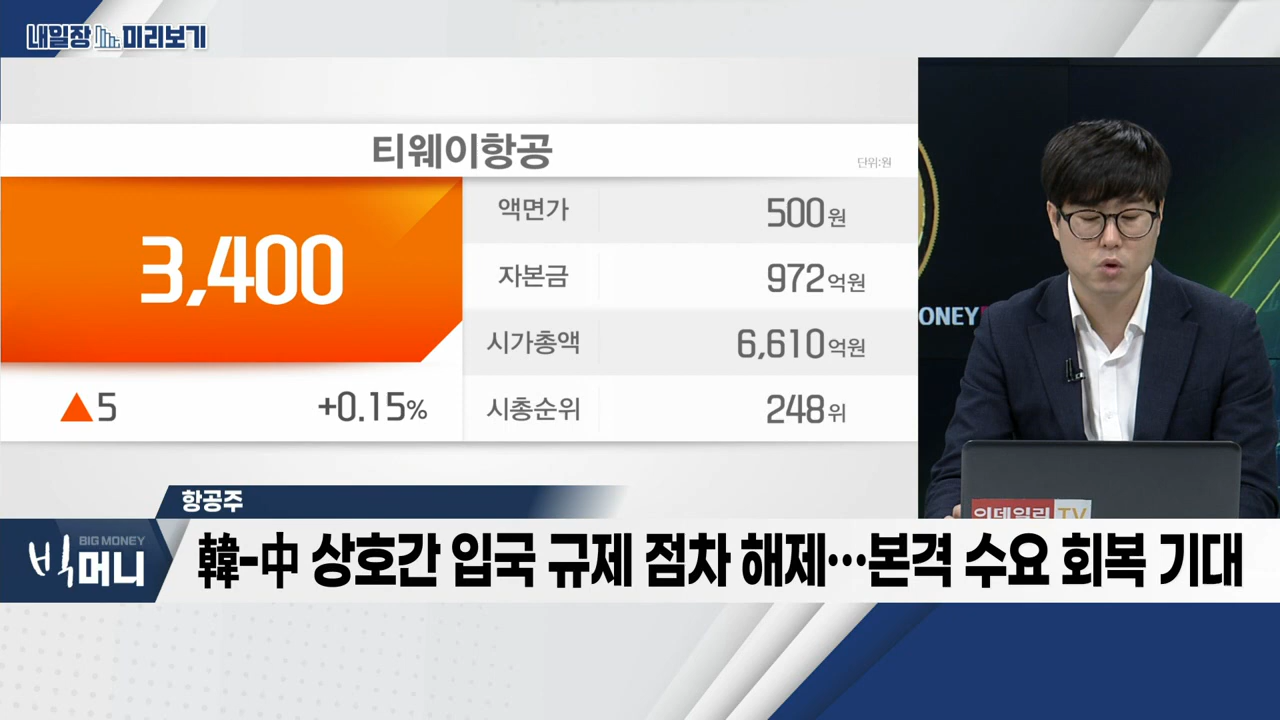 내일장 미리보기
티웨이항공
단위:원
3,400
▲5 +0.15%
액면가 500원
자본금 972억원
시가총액 6,610억원
시총순위 248위
ONEY
이데일리 TV
항공주
BIG MONEY
빅머니
韓-中 상호간 입국 규제 점차 해제…본격 수요 회복 기대